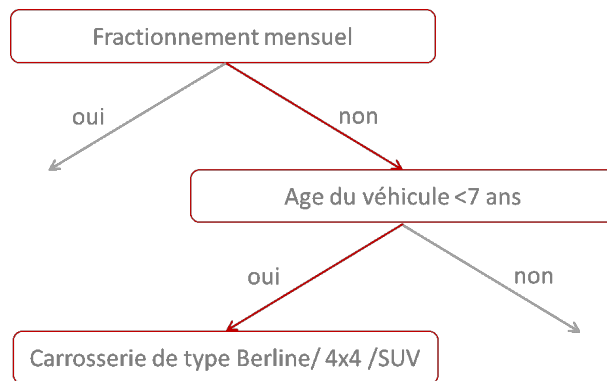 Fractionnement mensuel
oui
non
Age du véhicule <7 ans
oui
non
Carrosserie de type Berline/ 4x4 /SUV